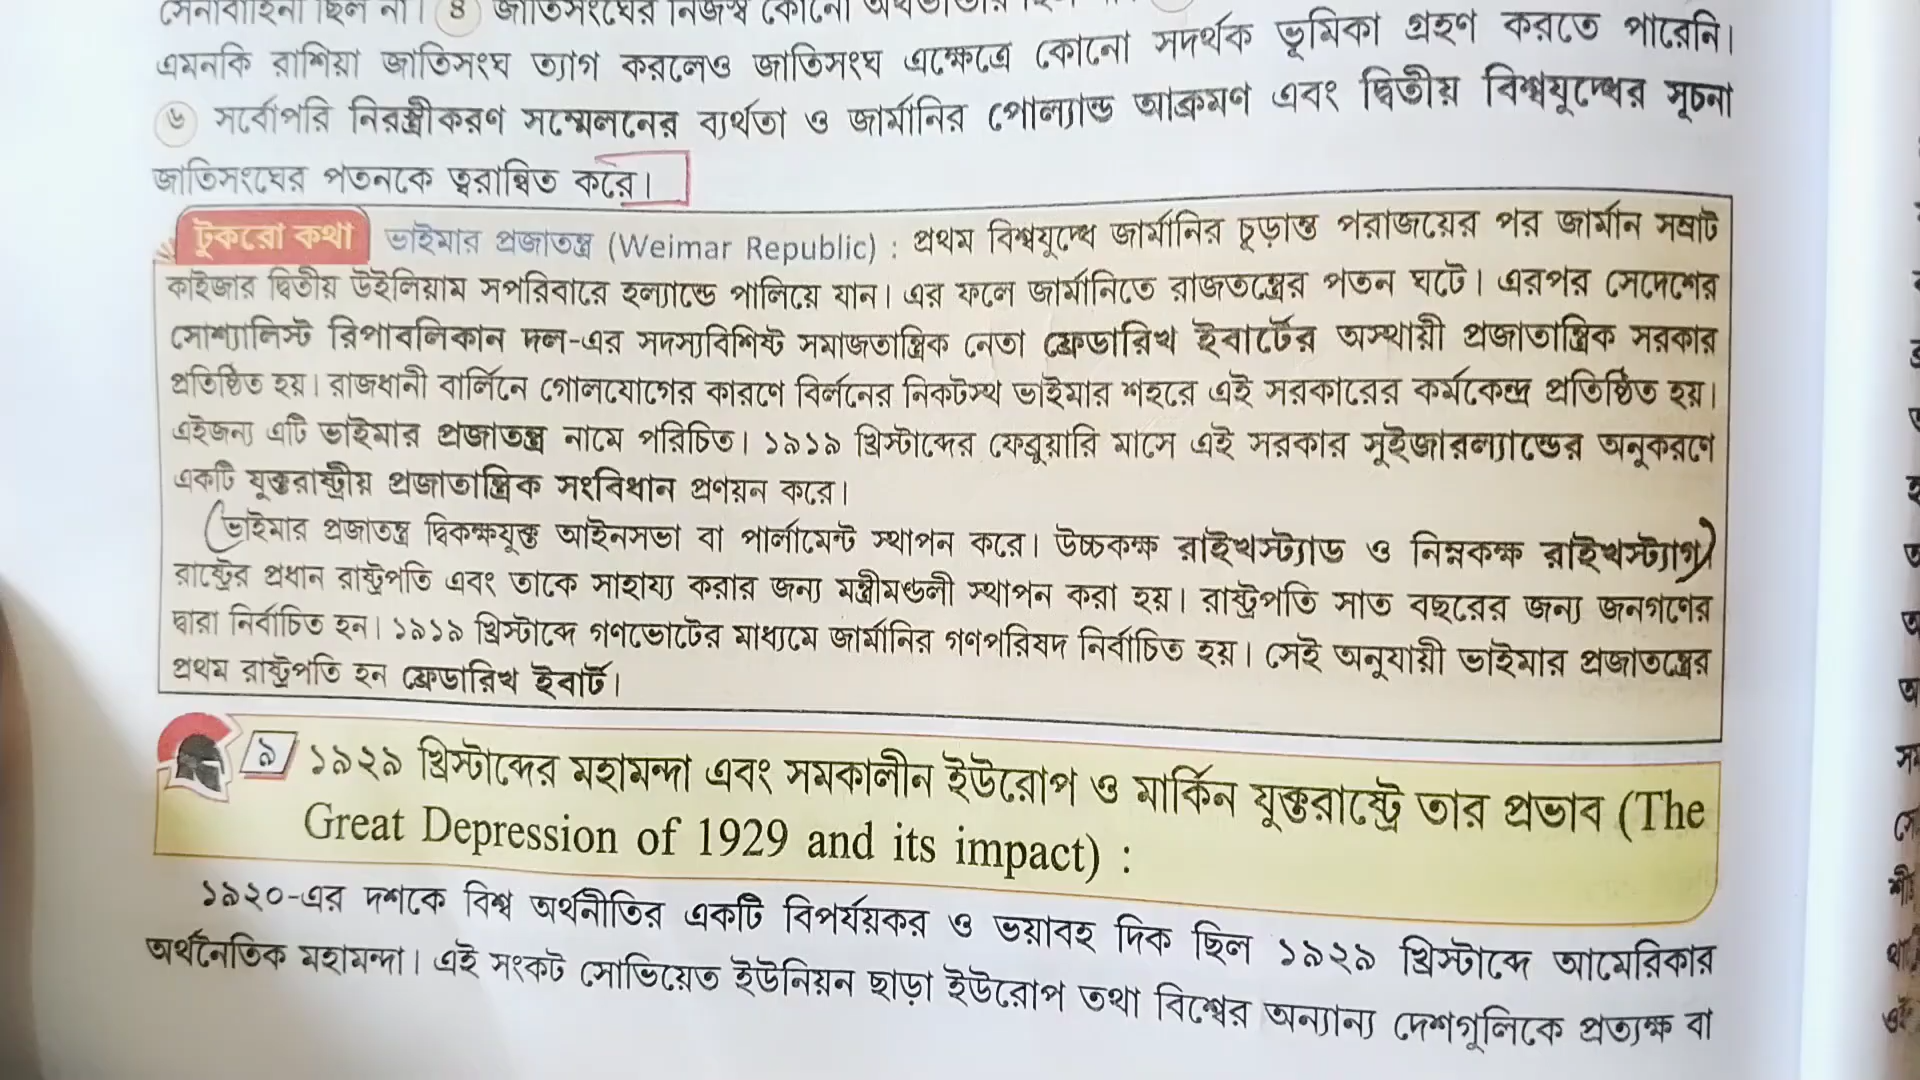 সেনাবাহিনী ছিল না। ৪ জাতিসংঘের নিজস্ব কোনো
এমনকি রাশিয়া জাতিসংঘ ত্যাগ করলেও জাতিসংঘ এক্ষেত্রে কোনো সদর্থক ভূমিকা গ্রহণ করতে পারেনি।
৬ সর্বোপরি নিরস্ত্রীকরণ সম্মেলনের ব্যর্থতা ও জার্মানির পোল্যান্ড আক্রমণ এবং দ্বিতীয় বিশ্বযুদ্ধের সূচনা
জাতিসংঘের পতনকে ত্বরান্বিত করে।
টুকরো কথা ভাইমার প্রজাতন্ত্র (Weimar Republic) : প্রথম বিশ্বযুদ্ধে জার্মানির চূড়ান্ত পরাজয়ের পর জার্মান সম্রাট
কাইজার দ্বিতীয় উইলিয়াম সপরিবারে হল্যান্ডে পালিয়ে যান। এর ফলে জার্মানিতে রাজতন্ত্রের পতন ঘটে। এরপর সেদেশের
সোশ্যালিস্ট রিপাবলিকান দল-এর সদস্যবিশিষ্ট সমাজতান্ত্রিক নেতা ফ্রেডারিখ ইবার্টের অস্থায়ী প্রজাতান্ত্রিক সরকার
প্রতিষ্ঠিত হয়। রাজধানী বার্লিনে গোলযোগের কারণে বির্লনের নিকটস্থ ভাইমার শহরে এই সরকারের কর্মকেন্দ্র প্রতিষ্ঠিত হয়।
এইজন্য এটি ভাইমার প্রজাতন্ত্র নামে পরিচিত। ১৯১৯ খ্রিস্টাব্দের ফেব্রুয়ারি মাসে এই সরকার সুইজারল্যান্ডের অনুকরণে
একটি যুক্তরাষ্ট্রীয় প্রজাতান্ত্রিক সংবিধান প্রণয়ন করে।
ভাইমার প্রজাতন্ত্র দ্বিকক্ষযুক্ত আইনসভা বা পার্লামেন্ট স্থাপন করে। উচ্চকক্ষ রাইখস্ট্যাড ও নিম্নকক্ষ রাইখস্ট্যাগ)
রাষ্ট্রের প্রধান রাষ্ট্রপতি এবং তাকে সাহায্য করার জন্য মন্ত্রীমণ্ডলী স্থাপন করা হয়। রাষ্ট্রপতি সাত বছরের জন্য জনগণের
দ্বারা নির্বাচিত হন। ১৯১৯ খ্রিস্টাব্দে গণভোটের মাধ্যমে জার্মানির গণপরিষদ নির্বাচিত হয়। সেই অনুযায়ী ভাইমার প্রজাতন্ত্রের
প্রথম রাষ্ট্রপতি হন ফ্রেডারিখ ইবার্ট।
৯ ১৯২৯ খ্রিস্টাব্দের মহামন্দা এবং সমকালীন ইউরোপ ও মার্কিন যুক্তরাষ্ট্রে তার প্রভাব (The
Great Depression of 1929 and its impact) :
১৯২০-এর দশকে বিশ্ব অর্থনীতির একটি বিপর্যয়কর ও ভয়াবহ দিক ছিল ১৯২৯ খ্রিস্টাব্দে আমেরিকার
অর্থনৈতিক মহামন্দা। এই সংকট সোভিয়েত ইউনিয়ন ছাড়া ইউরোপ তথা বিশ্বের অন্যান্য দেশগুলিকে প্রত্যক্ষ বা